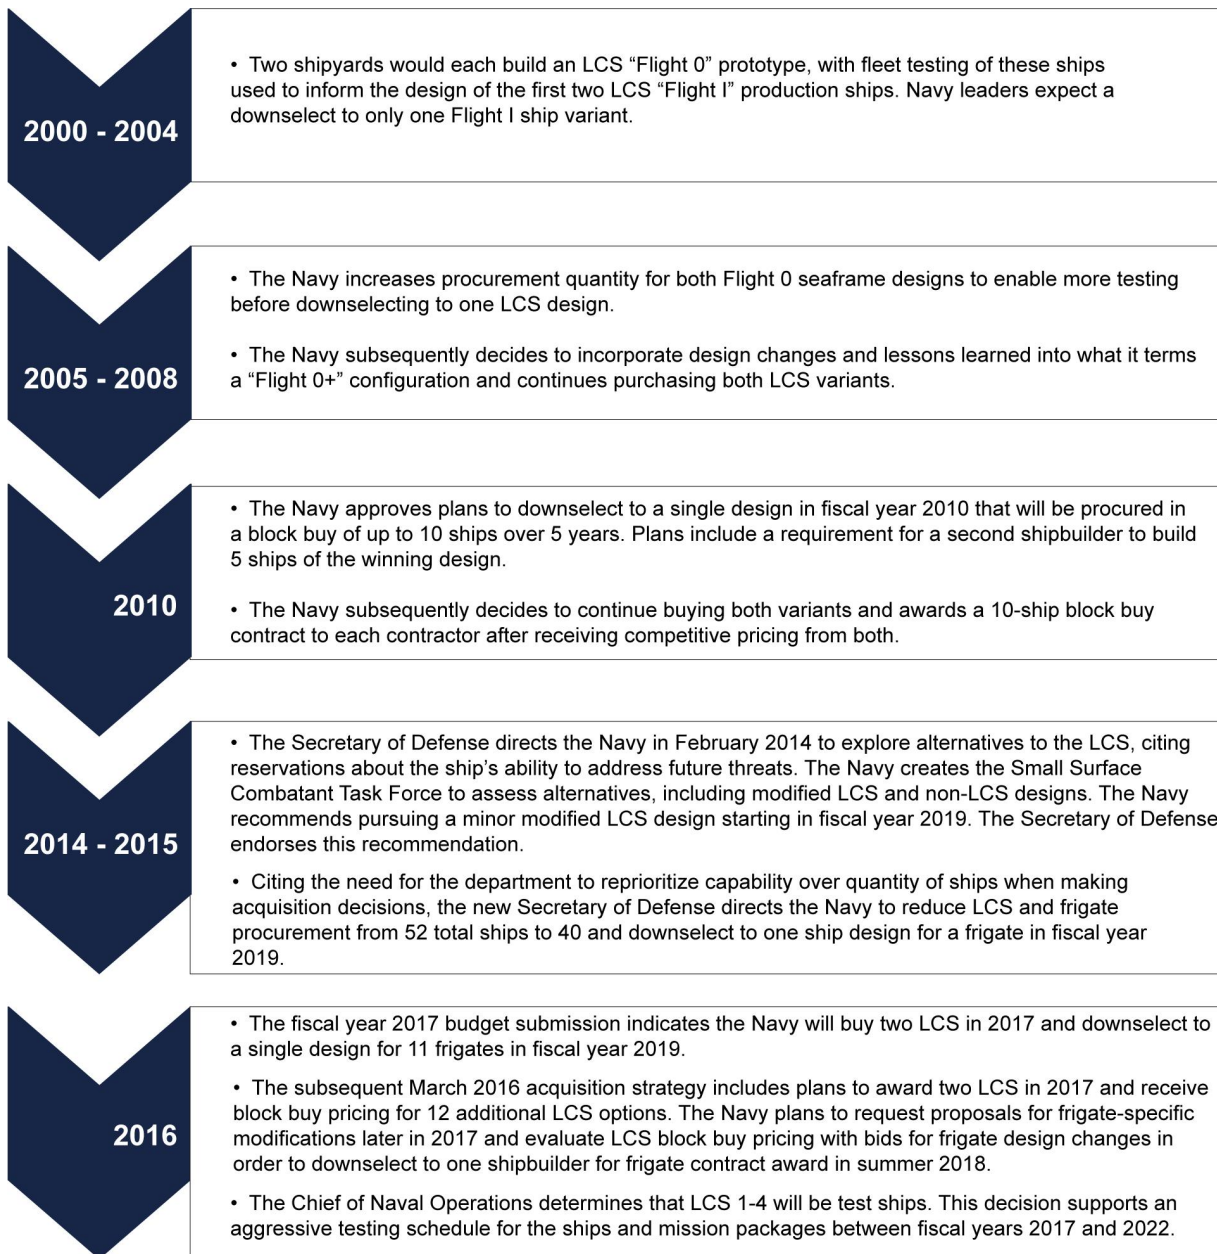 • Two shipyards would each build an LCS “Flight 0” prototype, with fleet testing of these ships
used to inform the design of the first two LCS “Flight I” production ships. Navy leaders expect a
downselect to only one Flight I ship variant.
2000 - 2004
• The Navy increases procurement quantity for both Flight 0 seaframe designs to enable more testing
before downselecting to one LCS design.
• The Navy subsequently decides to incorporate design changes and lessons learned into what it terms
a “Flight 0+” configuration and continues purchasing both LCS variants.
2005 - 2008
• The Navy approves plans to downselect to a single design in fiscal year 2010 that will be procured in
a block buy of up to 10 ships over 5 years. Plans include a requirement for a second shipbuilder to build
5 ships of the winning design.
• The Navy subsequently decides to continue buying both variants and awards a 10-ship block buy
contract to each contractor after receiving competitive pricing from both.
2010
• The Secretary of Defense directs the Navy in February 2014 to explore alternatives to the LCS, citing
reservations about the ship’s ability to address future threats. The Navy creates the Small Surface
Combatant Task Force to assess alternatives, including modified LCS and non-LCS designs. The Navy
recommends pursuing a minor modified LCS design starting in fiscal year 2019. The Secretary of Defense
endorses this recommendation.
• Citing the need for the department to reprioritize capability over quantity of ships when making
acquisition decisions, the new Secretary of Defense directs the Navy to reduce LCS and frigate
procurement from 52 total ships to 40 and downselect to one ship design for a frigate in fiscal year
2019.
2014 - 2015
• The fiscal year 2017 budget submission indicates the Navy will buy two LCS in 2017 and downselect to
a single design for 11 frigates in fiscal year 2019.
• The subsequent March 2016 acquisition strategy includes plans to award two LCS in 2017 and receive
block buy pricing for 12 additional LCS options. The Navy plans to request proposals for frigate-specific
modifications later in 2017 and evaluate LCS block buy pricing with bids for frigate design changes in
order to downselect to one shipbuilder for frigate contract award in summer 2018.
• The Chief of Naval Operations determines that LCS 1-4 will be test ships. This decision supports an
aggressive testing schedule for the ships and mission packages between fiscal years 2017 and 2022.
2016